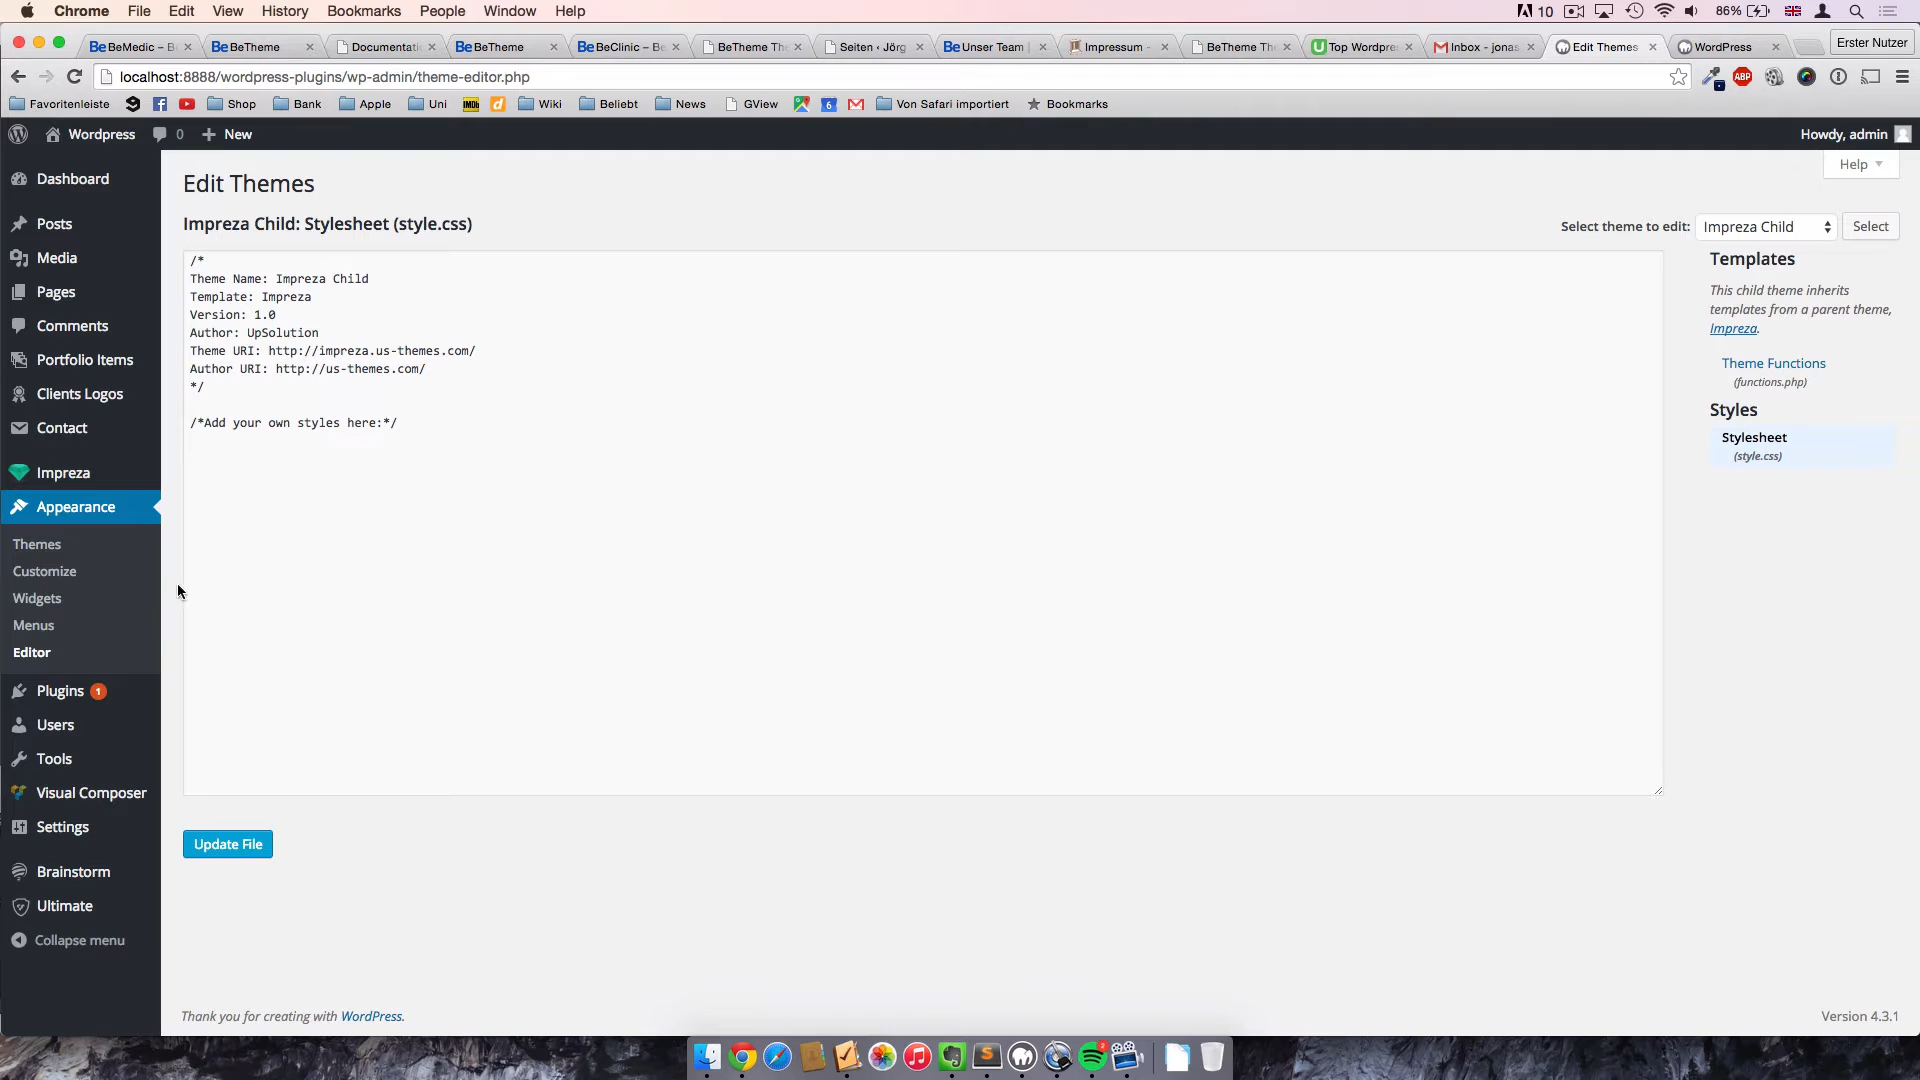 Chrome File Edit View History Bookmarks People Window Help
10 86%
BeMedic – B
BeTheme
Documentati
BeTheme
BeClinic – Be
BeTheme Th
Seiten ‹ Jörg
Unser Team |
Impressum -
BeTheme Th
Top Wordpre
Inbox - jonas
Edit Themes
WordPress
Erster Nutzer
localhost:8888/wordpress-plugins/wp-admin/theme-editor.php
ABP
Favoritenleiste Shop Bank Apple Uni IMDb d Wiki Beliebt News GView 6 Von Safari importiert Bookmarks
Wordpress 0 New
Howdy, admin
Help
Dashboard
Posts
Media
Pages
Comments
Portfolio Items
Clients Logos
Contact
Impreza
Appearance
Themes
Customize
Widgets
Menus
Editor
Plugins 1
Users
Tools
Visual Composer
Settings
Brainstorm
Ultimate
Collapse menu
Edit Themes
Impreza Child: Stylesheet (style.css)
Select theme to edit: Impreza Child Select
/*
Theme Name: Impreza Child
Template: Impreza
Version: 1.0
Author: UpSolution
Theme URI: http://impreza.us-themes.com/
Author URI: http://us-themes.com/
*/
/*Add your own styles here:*/
Templates
This child theme inherits
templates from a parent theme,
Impreza.
Theme Functions
(functions.php)
Styles
Stylesheet
(style.css)
Update File
Thank you for creating with WordPress.
Version 4.3.1